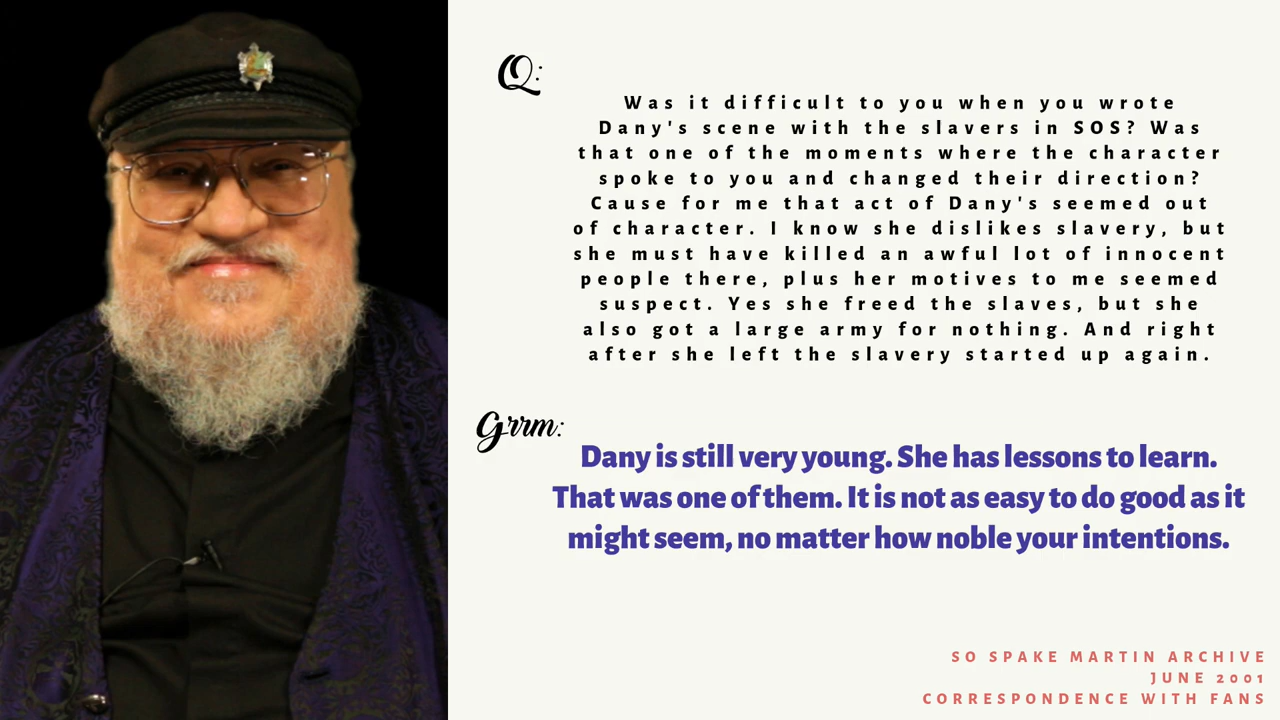 Q:
Was it difficult to you when you wrote
Dany's scene with the slavers in SOS? Was
that one of the moments where the character
spoke to you and changed their direction?
Cause for me that act of Dany's seemed out
of character. I know she dislikes slavery, but
she must have killed an awful lot of innocent
people there, plus her motives to me seemed
suspect. Yes she freed the slaves, but she
also got a large army for nothing. And right
after she left the slavery started up again.
Grrm:
Dany is still very young. She has lessons to learn.
That was one of them. It is not as easy to do good as it
might seem, no matter how noble your intentions.
SO SPAKE MARTIN ARCHIVE
JUNE 2001
CORRESPONDENCE WITH FANS